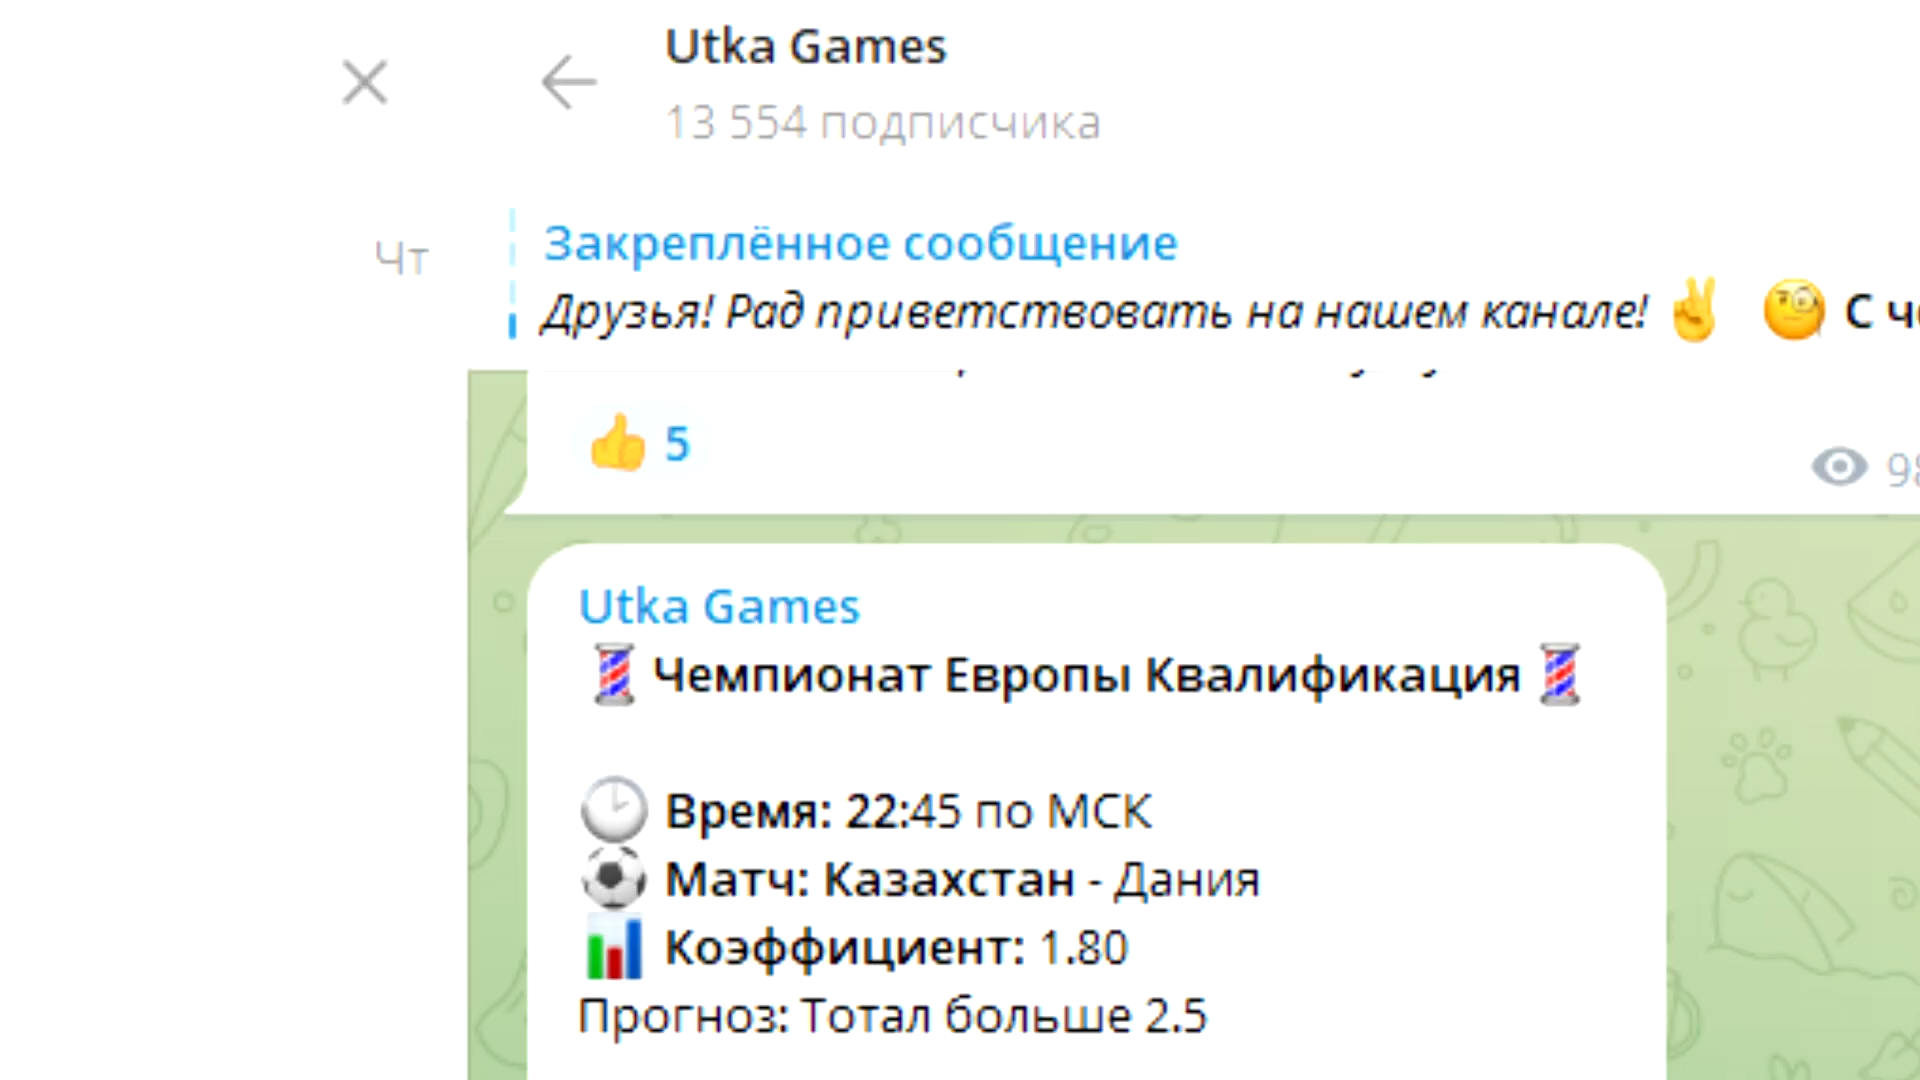 Utka Games
13 554 подписчика
Чт
Закреплённое сообщение
Друзья! Рад приветствовать на нашем канале! ✌ 🧐 С
👍 5
Utka Games
💈 Чемпионат Европы Квалификация 💈
🕑 Время: 22:45 по МСК
⚽ Матч: Казахстан - Дания
📊 Коэффициент: 1.80
Прогноз: Тотал больше 2.5